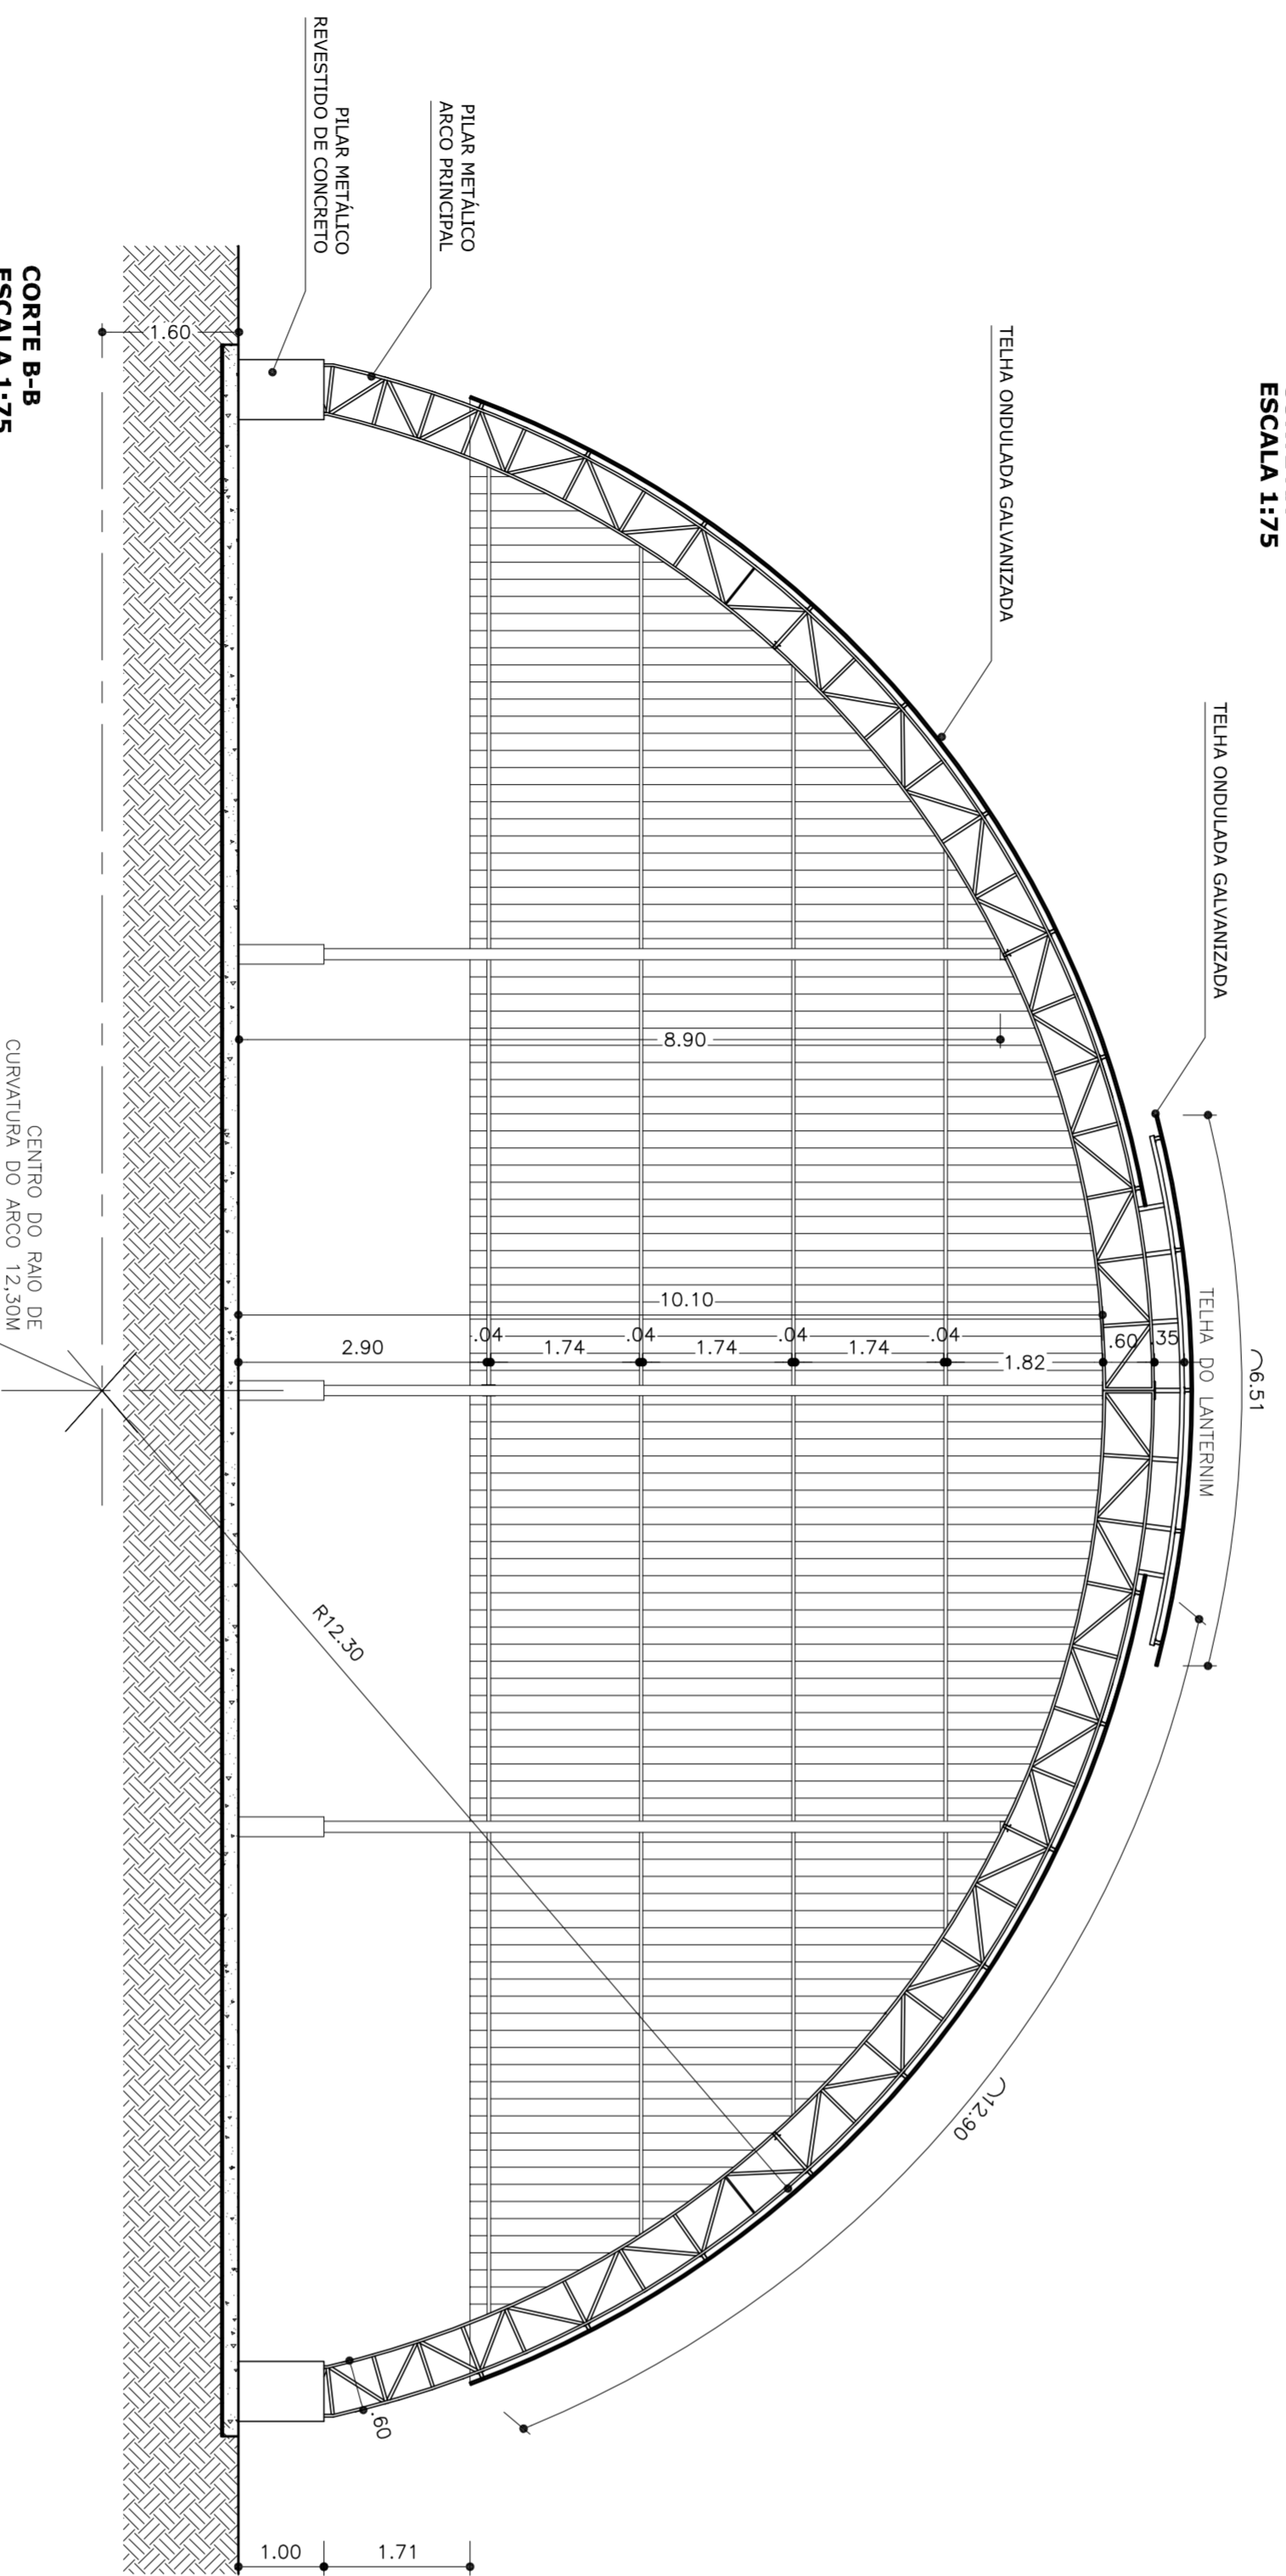 ESCALA 1:75
6.51
TELHA ONDULADA GALVANIZADA
TELHA DO LANTERNIM
TELHA ONDULADA GALVANIZADA
12.90
.60
.35
1.82
.04
1.74
.04
1.74
.04
1.74
.04
2.90
10.10
8.90
R12.30
PILAR METÁLICO
ARCO PRINCIPAL
PILAR METÁLICO
REVESTIDO DE CONCRETO
.60
1.71
1.00
1.60
CENTRO DO RAIO DE
CURVATURA DO ARCO 12,30M
CORTE B-B
ESCALA 1:75